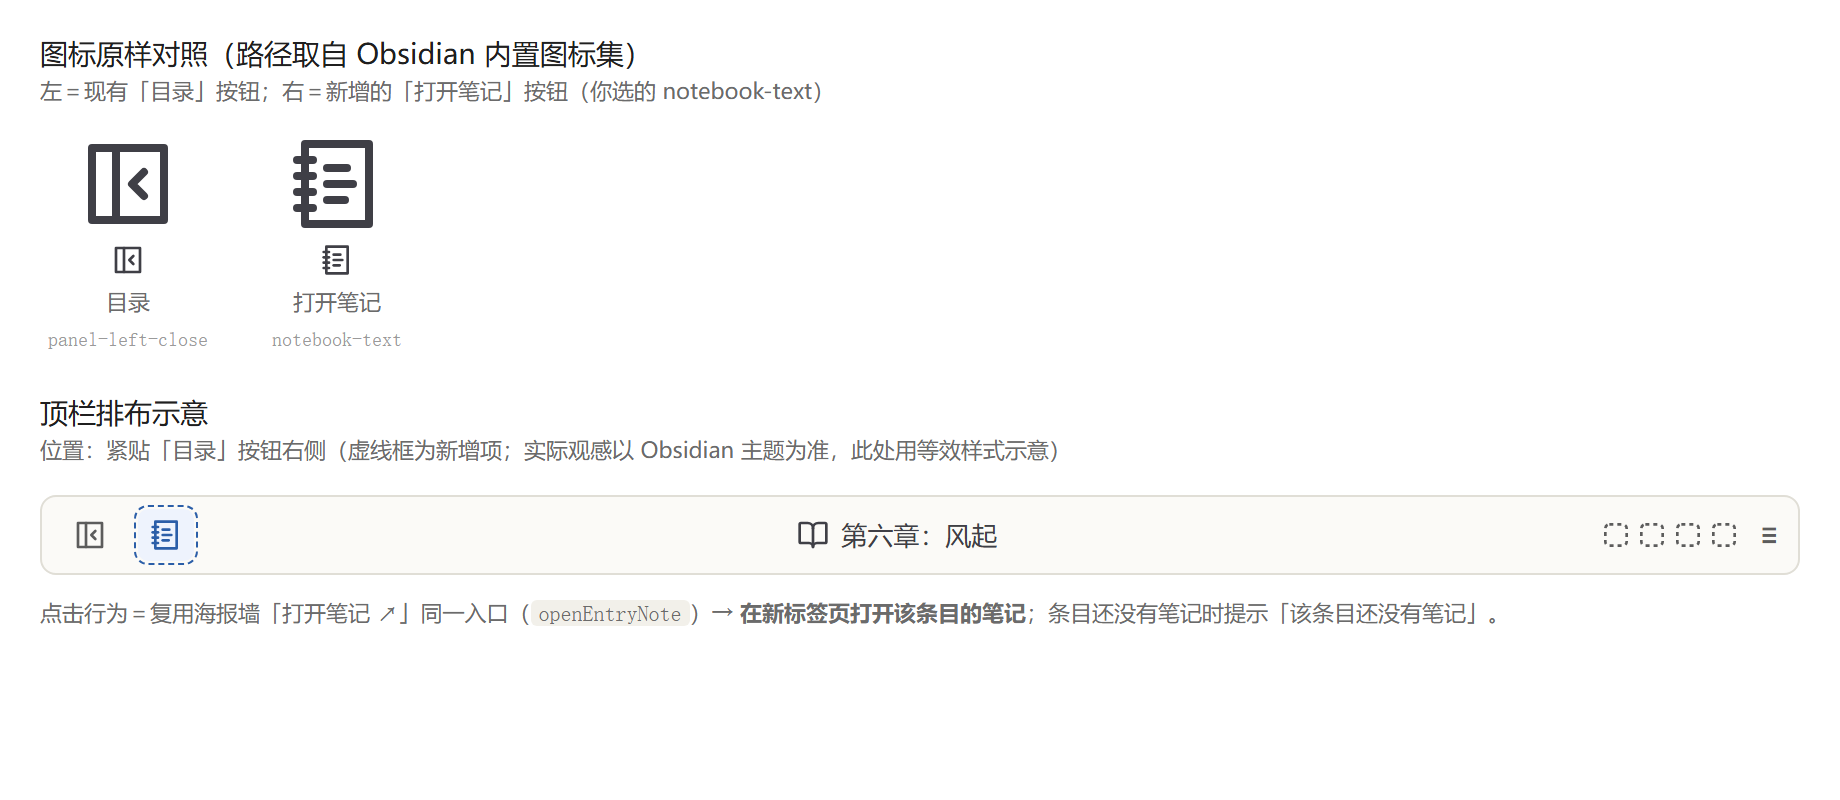 图标原样对照（路径取自 Obsidian 内置图标集）
左＝现有「目录」按钮；右＝新增的「打开笔记」按钮（你选的 notebook-text）
目录
打开笔记
panel-left-close
notebook-text
顶栏排布示意
位置：紧贴「目录」按钮右侧（虚线框为新增项；实际观感以 Obsidian 主题为准，此处用等效样式示意）
第六章：风起
点击行为＝复用海报墙「打开笔记 ↗」同一入口（openEntryNote）→ 在新标签页打开该条目的笔记；条目还没有笔记时提示「该条目还没有笔记」。